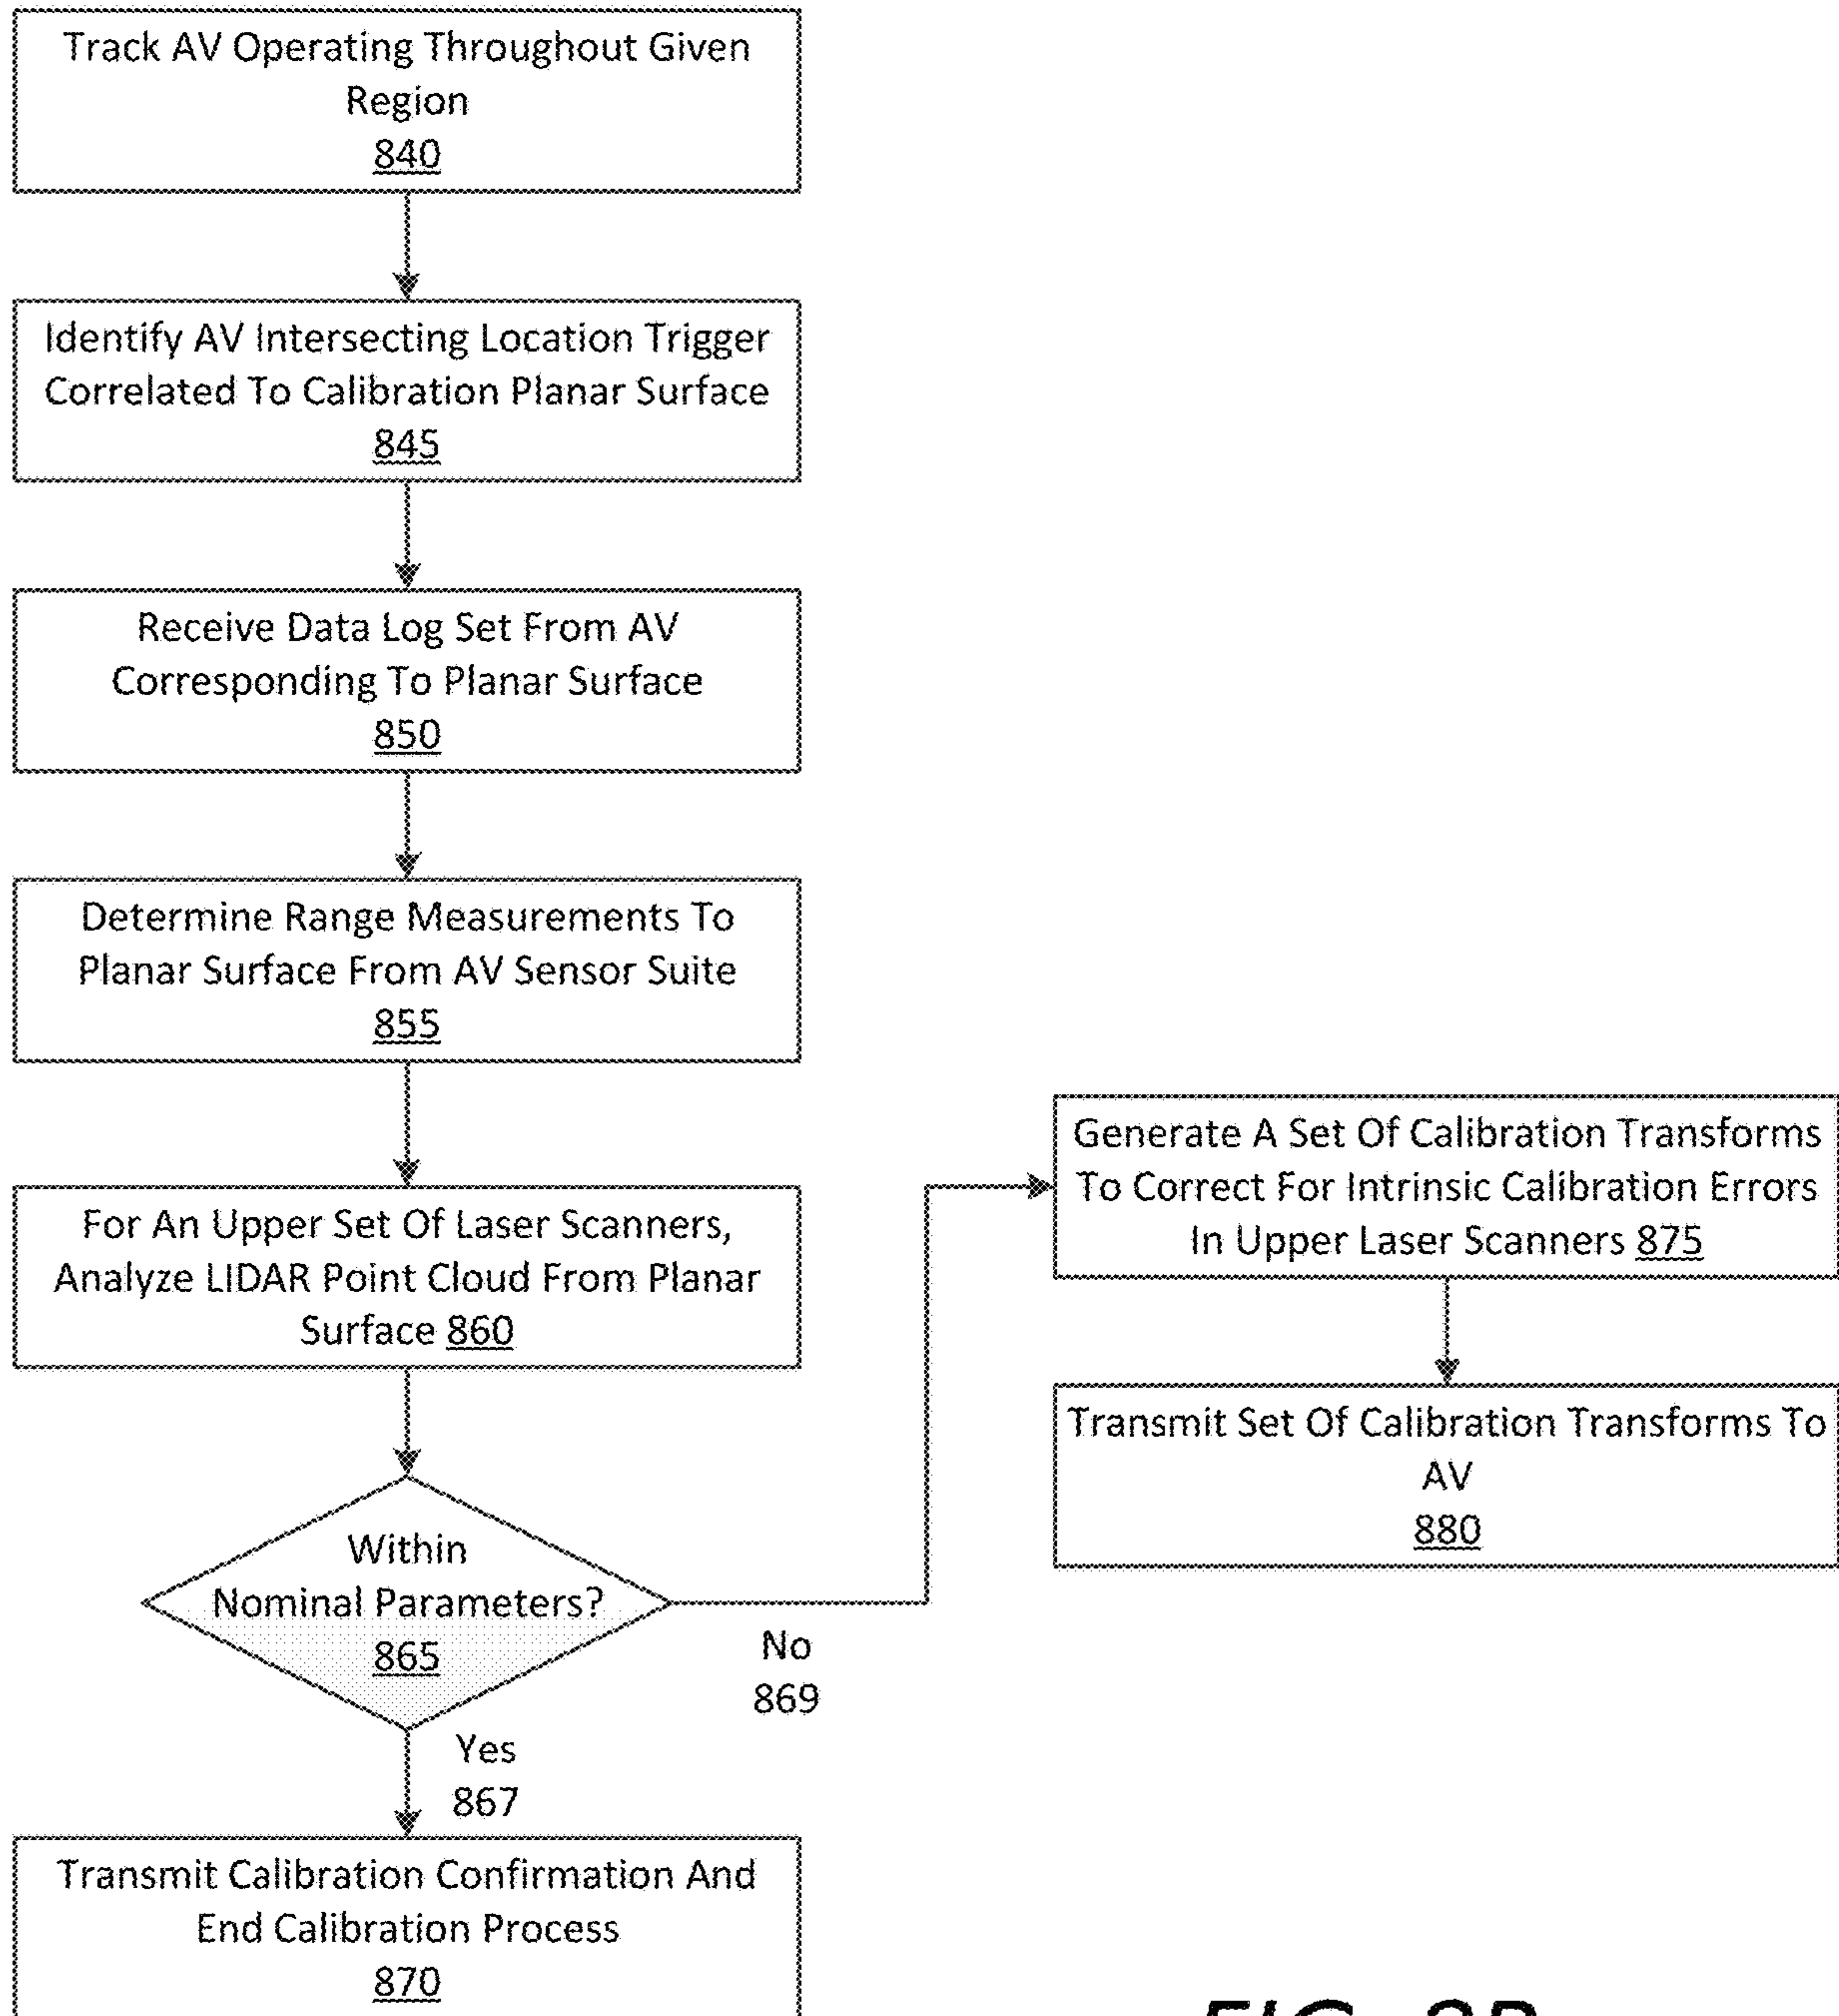 Track AV Operating Throughout Given
Region
840
Identify AV Intersecting Location Trigger
Correlated To Calibration Planar Surface
845
Receive Data Log Set From AV
Corresponding To Planar Surface
850
Determine Range Measurements To
Planar Surface From AV Sensor Suite
855
For An Upper Set Of Laser Scanners,
Analyze LIDAR Point Cloud From Planar
Surface 860
Within
Nominal Parameters?
865
No
869
Yes
867
Transmit Calibration Confirmation And
End Calibration Process
870
Generate A Set Of Calibration Transforms
To Correct For Intrinsic Calibration Errors
In Upper Laser Scanners 875
Transmit Set Of Calibration Transforms To
AV
880